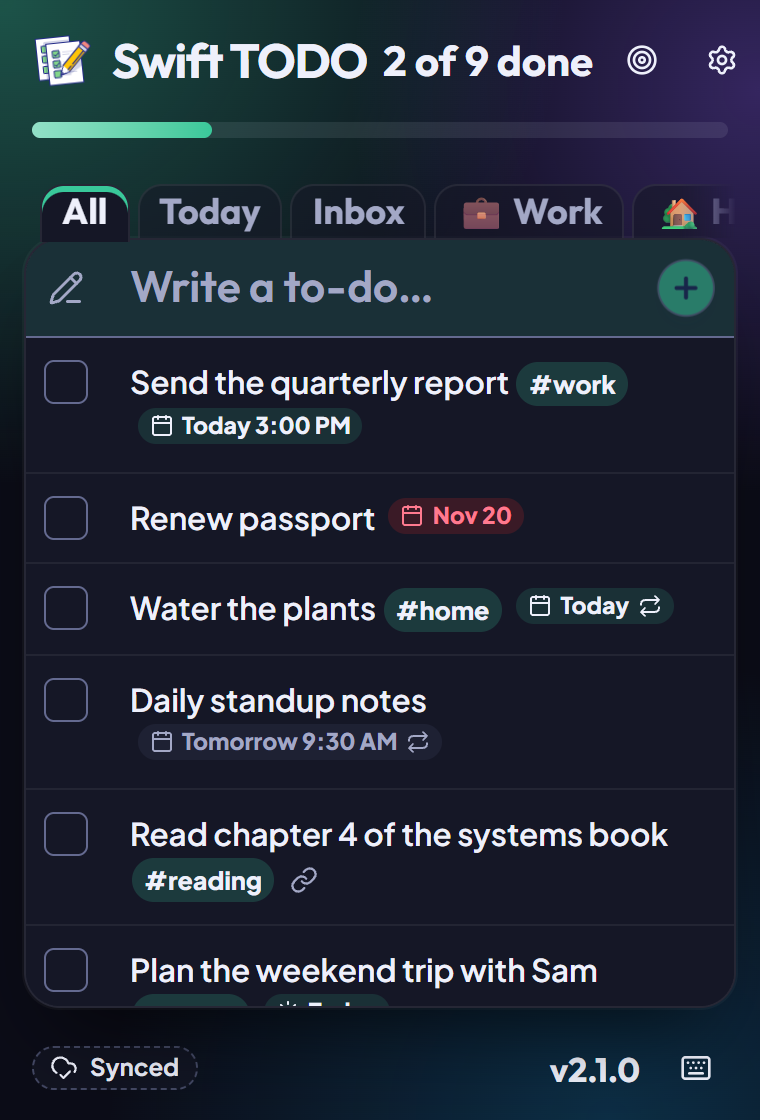 Swift TODO 2 of 9 done
All Today Inbox Work H
Write a to-do...
Send the quarterly report #work
Today 3:00 PM
Renew passport Nov 20
Water the plants #home Today
Daily standup notes
Tomorrow 9:30 AM
Read chapter 4 of the systems book
#reading
Plan the weekend trip with Sam
Synced v2.1.0